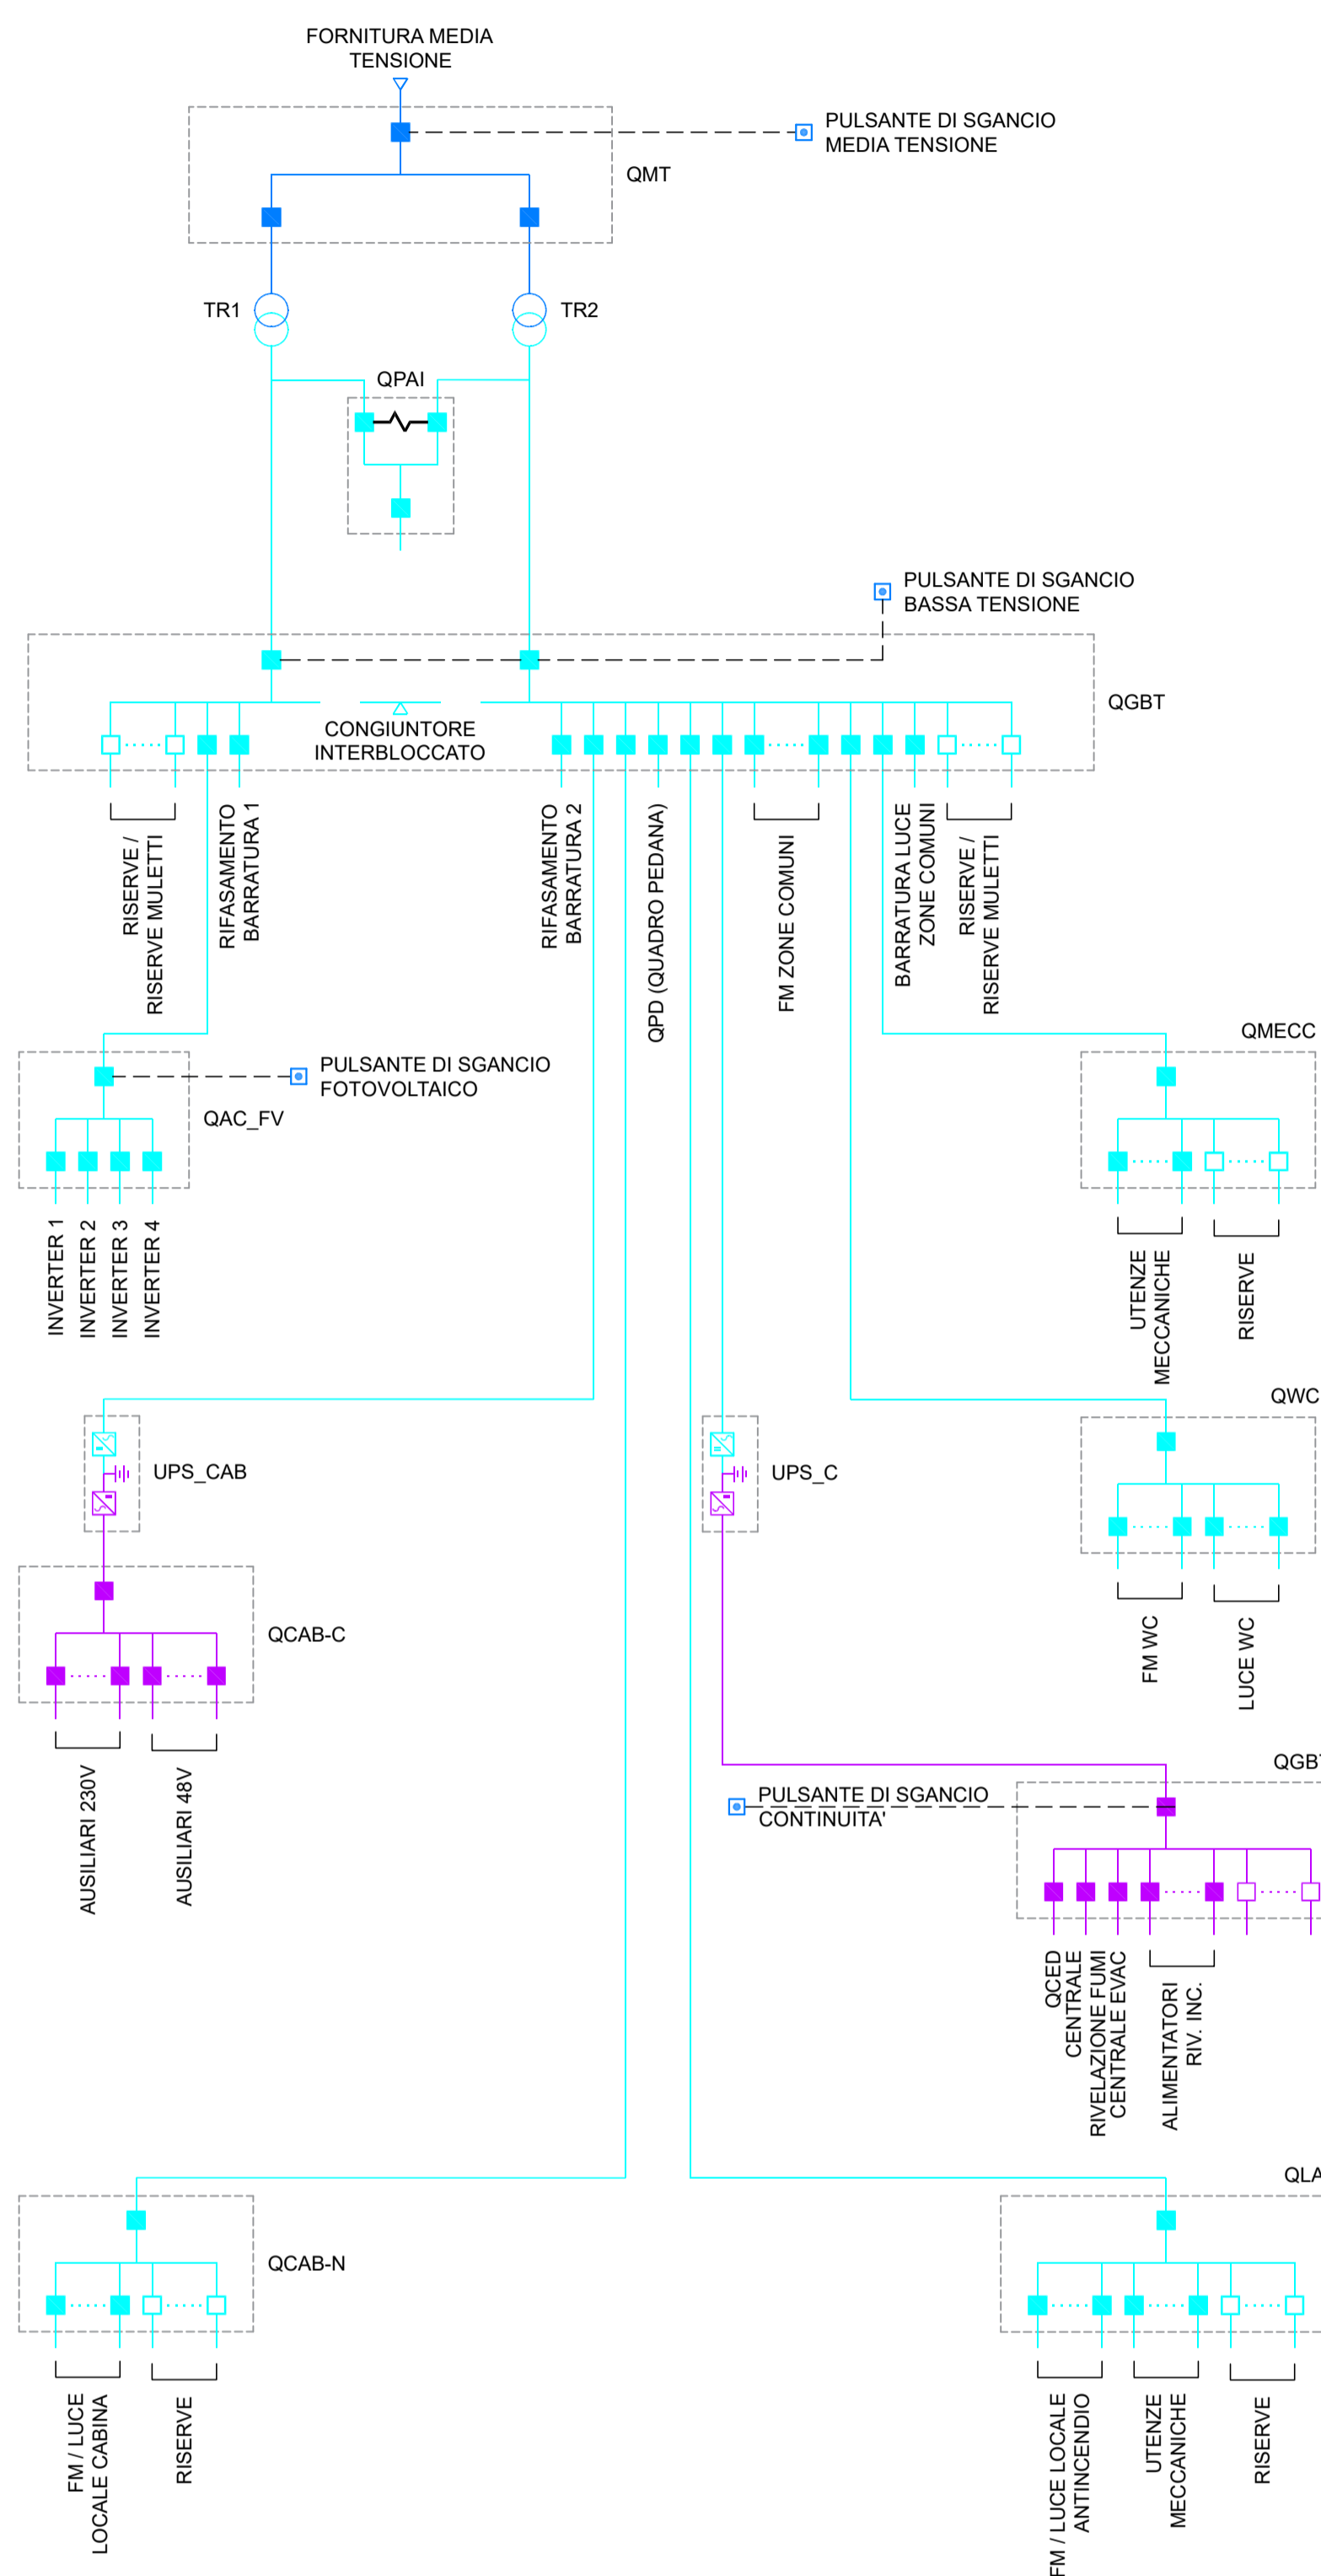 FORNITURA MEDIA
TENSIONE
PULSANTE DI SGANCIO
MEDIA TENSIONE
QMT
TR1
TR2
QPAI
PULSANTE DI SGANCIO
BASSA TENSIONE
QGBT
CONGIUNTORE
INTERBLOCCATO
RISERVE /
RISERVE MULETTI
RIFASAMENTO
BARRATURA 1
RIFASAMENTO
BARRATURA 2
QPD (QUADRO PEDANA)
FM ZONE COMUNI
BARRATURA LUCE
ZONE COMUNI
RISERVE /
RISERVE MULETTI
QMECC
PULSANTE DI SGANCIO
FOTOVOLTAICO
QAC_FV
INVERTER 1
INVERTER 2
INVERTER 3
INVERTER 4
UTENZE
MECCANICHE
RISERVE
QWC
UPS_CAB
UPS_C
QCAB-C
FM WC
LUCE WC
AUSILIARI 230V
AUSILIARI 48V
QGBT
PULSANTE DI SGANCIO
CONTINUITA'
QCED
CENTRALE
RIVELAZIONE FUMI
CENTRALE EVAC
ALIMENTATORI
RIV. INC.
QLA
QCAB-N
FM / LUCE
LOCALE CABINA
RISERVE
FM / LUCE LOCALE
ANTINCENDIO
UTENZE
MECCANICHE
RISERVE